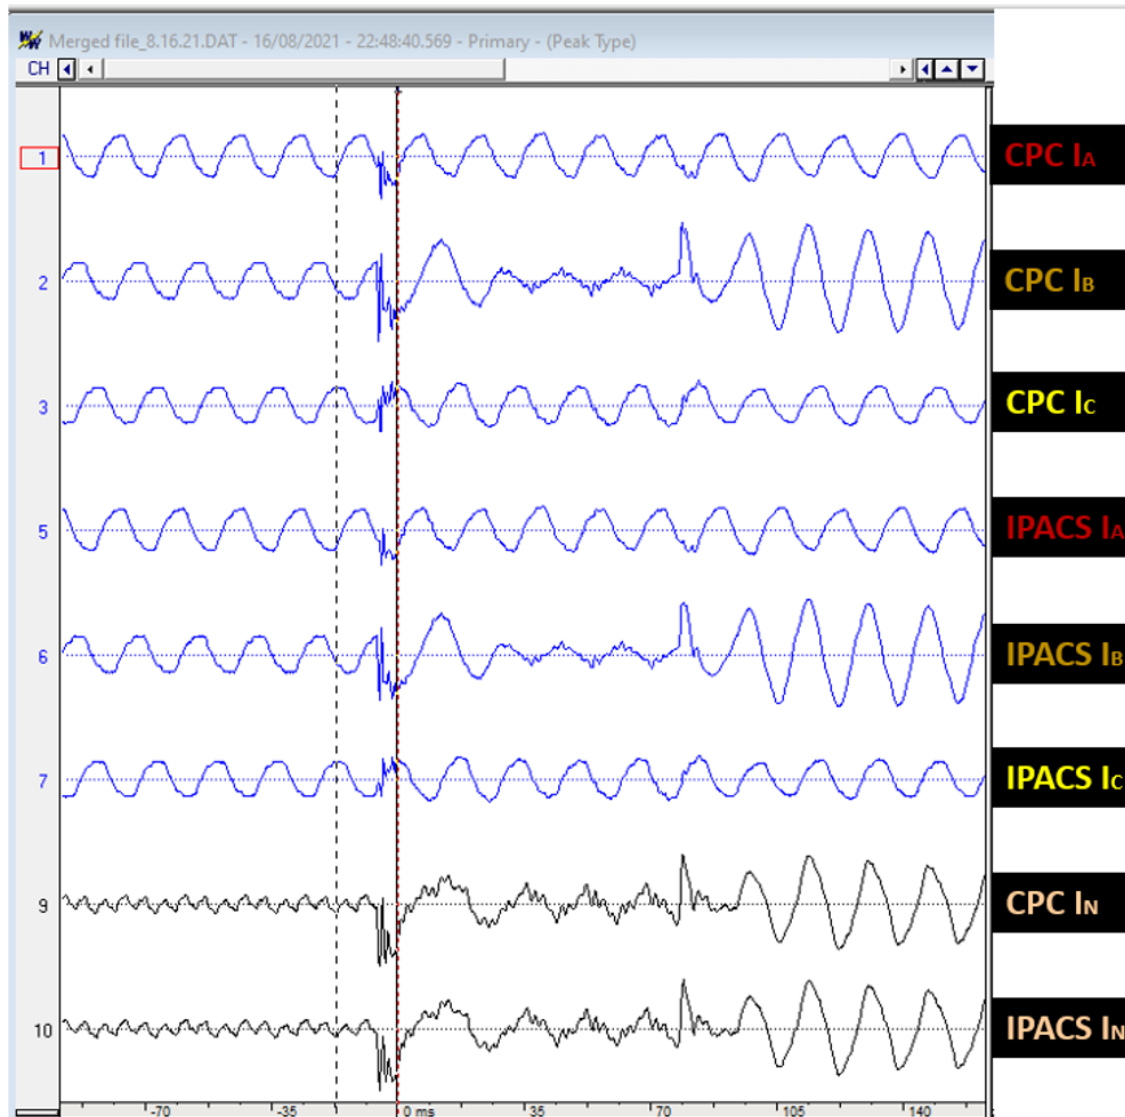 Merged file_8.16.21.DAT - 16/08/2021 - 22:48:40.569 - Primary - (Peak Type)
CH
1 CPC IA
2 CPC IB
3 CPC IC
5 IPACS IA
6 IPACS IB
7 IPACS IC
9 CPC IN
10 IPACS IN
-70 -35 0 ms 35 70 105 140